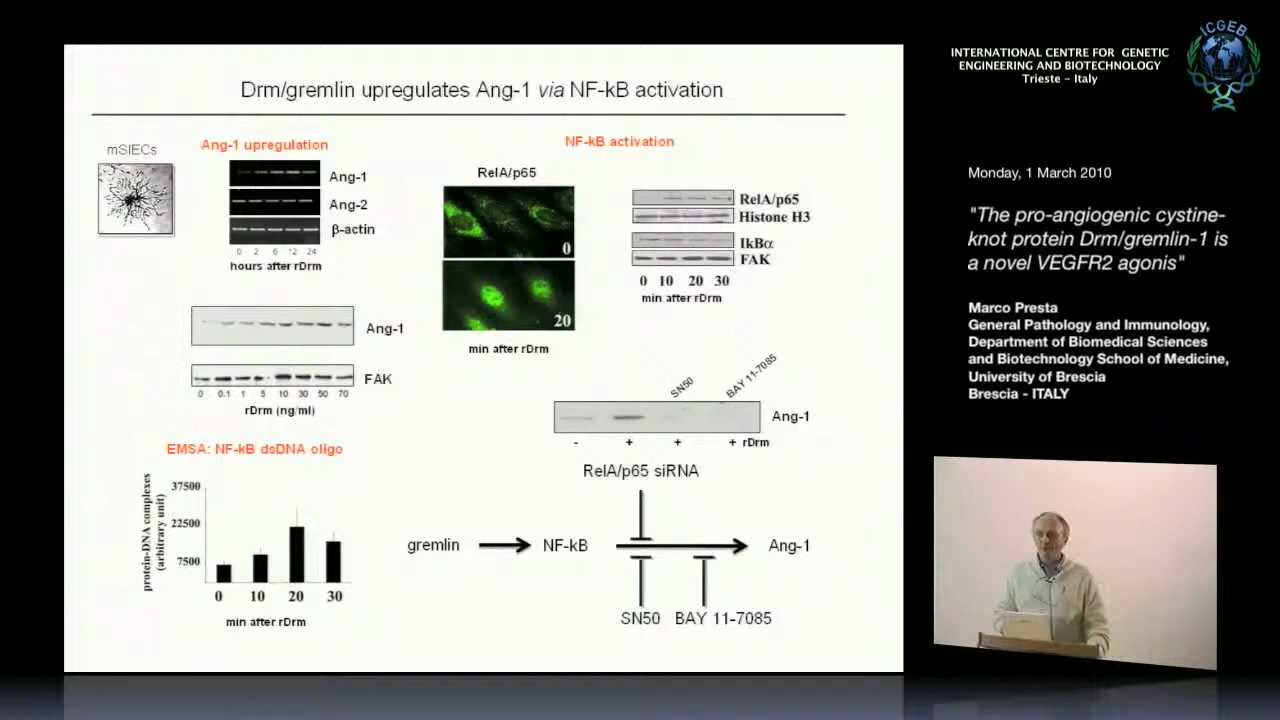 Drm/gremlin upregulates Ang-1 via NF-kB activation
mSIECs
Ang-1 upregulation
Ang-1
Ang-2
β-actin
0 2 6 12 24
hours after rDrm
Ang-1
FAK
0 0.1 1 5 10 30 50 70
rDrm (ng/ml)
EMSA: NF-kB dsDNA oligo
protein-DNA complexes
(arbitrary unit)
37500
22500
7500
0 10 20 30
min after rDrm
NF-kB activation
RelA/p65
0
20
min after rDrm
RelA/p65
Histone H3
IkBα
FAK
0 10 20 30
min after rDrm
SN50
BAY 11-7085
Ang-1
- + + + rDrm
RelA/p65 siRNA
gremlin NF-kB Ang-1
SN50 BAY 11-7085
INTERNATIONAL CENTRE FOR GENETIC
ENGINEERING AND BIOTECHNOLOGY
Trieste – Italy
ICGEB
Monday, 1 March 2010
"The pro-angiogenic cystine-
knot protein Drm/gremlin-1 is
a novel VEGFR2 agonis"
Marco Presta
General Pathology and Immunology,
Department of Biomedical Sciences
and Biotechnology School of Medicine,
University of Brescia
Brescia - ITALY